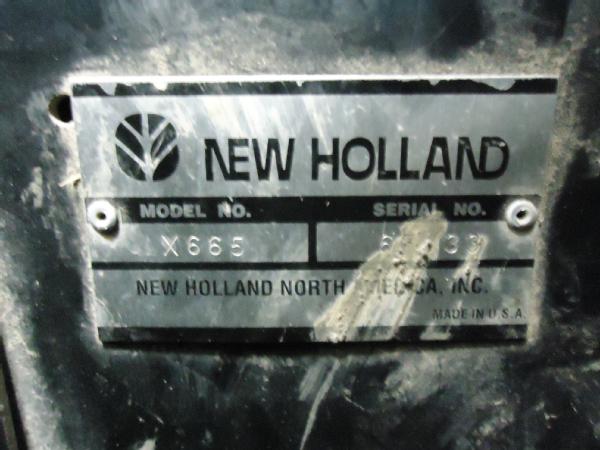 NEW HOLLAND
MODEL NO. SERIAL NO.
X665
NEW HOLLAND NORTH INC.
MADE IN U.S.A.